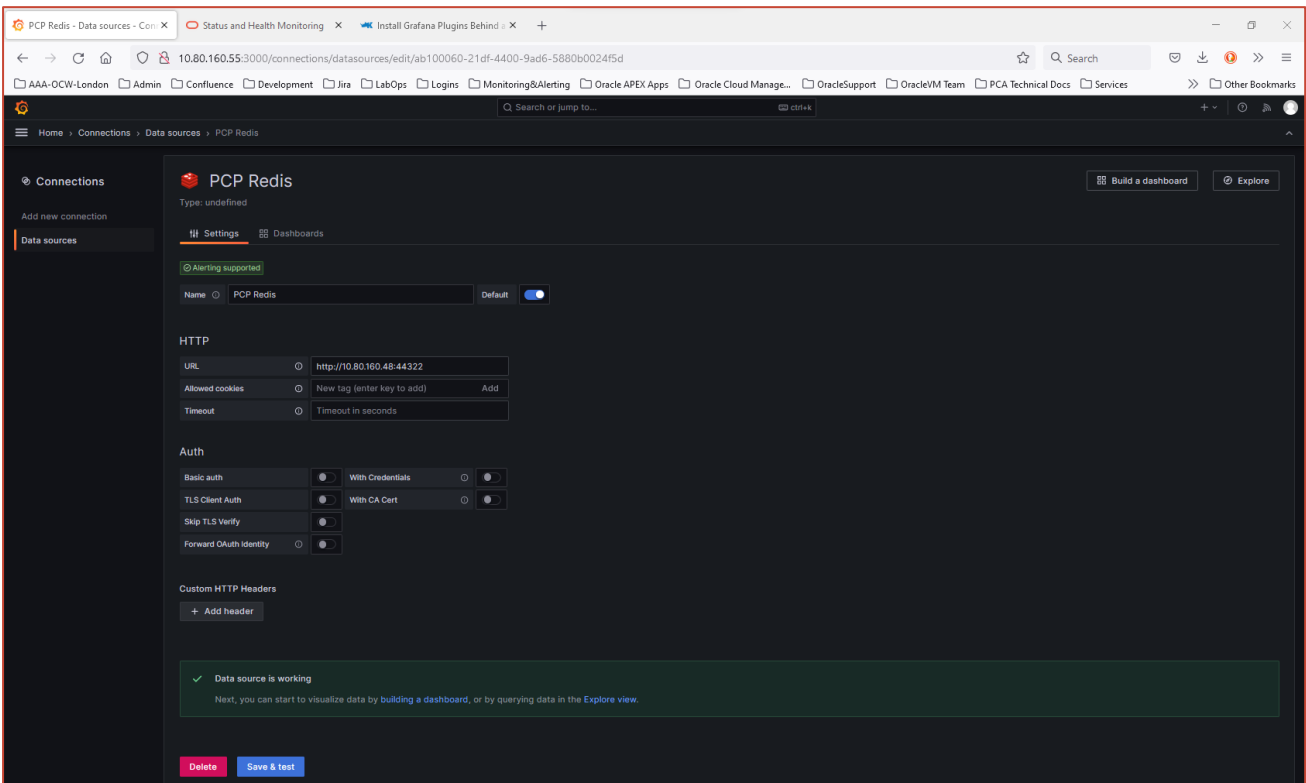 PCP Redis - Data sources - Con
Status and Health Monitoring
Install Grafana Plugins Behind a
10.80.160.55:3000/connections/datasources/edit/ab100060-21df-4400-9ad6-5880b0024f5d
Search
AAA-OCW-London Admin Confluence Development Jira LabOps Logins Monitoring&Alerting Oracle APEX Apps Oracle Cloud Manage... OracleSupport OracleVM Team PCA Technical Docs Services Other Bookmarks
Search or jump to... ctrl+k
Home › Connections › Data sources › PCP Redis
Connections
Add new connection
Data sources
PCP Redis
Type: undefined
Build a dashboard
Explore
Settings Dashboards
Alerting supported
Name PCP Redis Default
HTTP
URL http://10.80.160.48:44322
Allowed cookies New tag (enter key to add) Add
Timeout Timeout in seconds
Auth
Basic auth With Credentials
TLS Client Auth With CA Cert
Skip TLS Verify
Forward OAuth Identity
Custom HTTP Headers
+ Add header
Data source is working
Next, you can start to visualize data by building a dashboard, or by querying data in the Explore view.
Delete Save & test